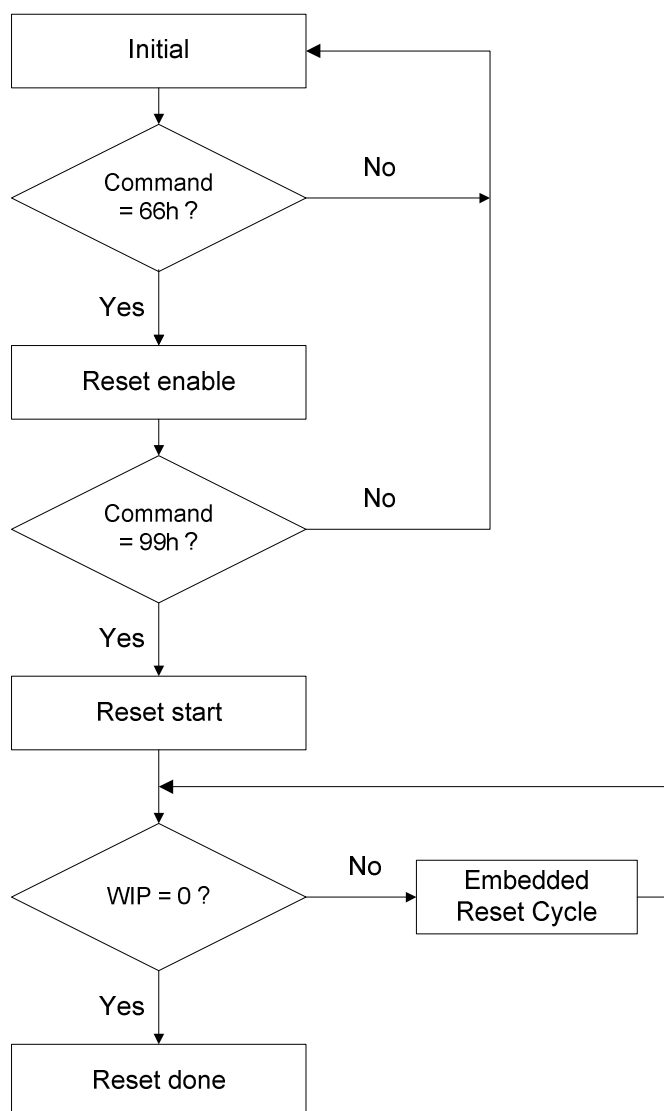 Initial
Command
= 66h ?
No
Yes
Reset enable
Command
= 99h ?
No
Yes
Reset start
WIP = 0 ?
No
Embedded
Reset Cycle
Yes
Reset done